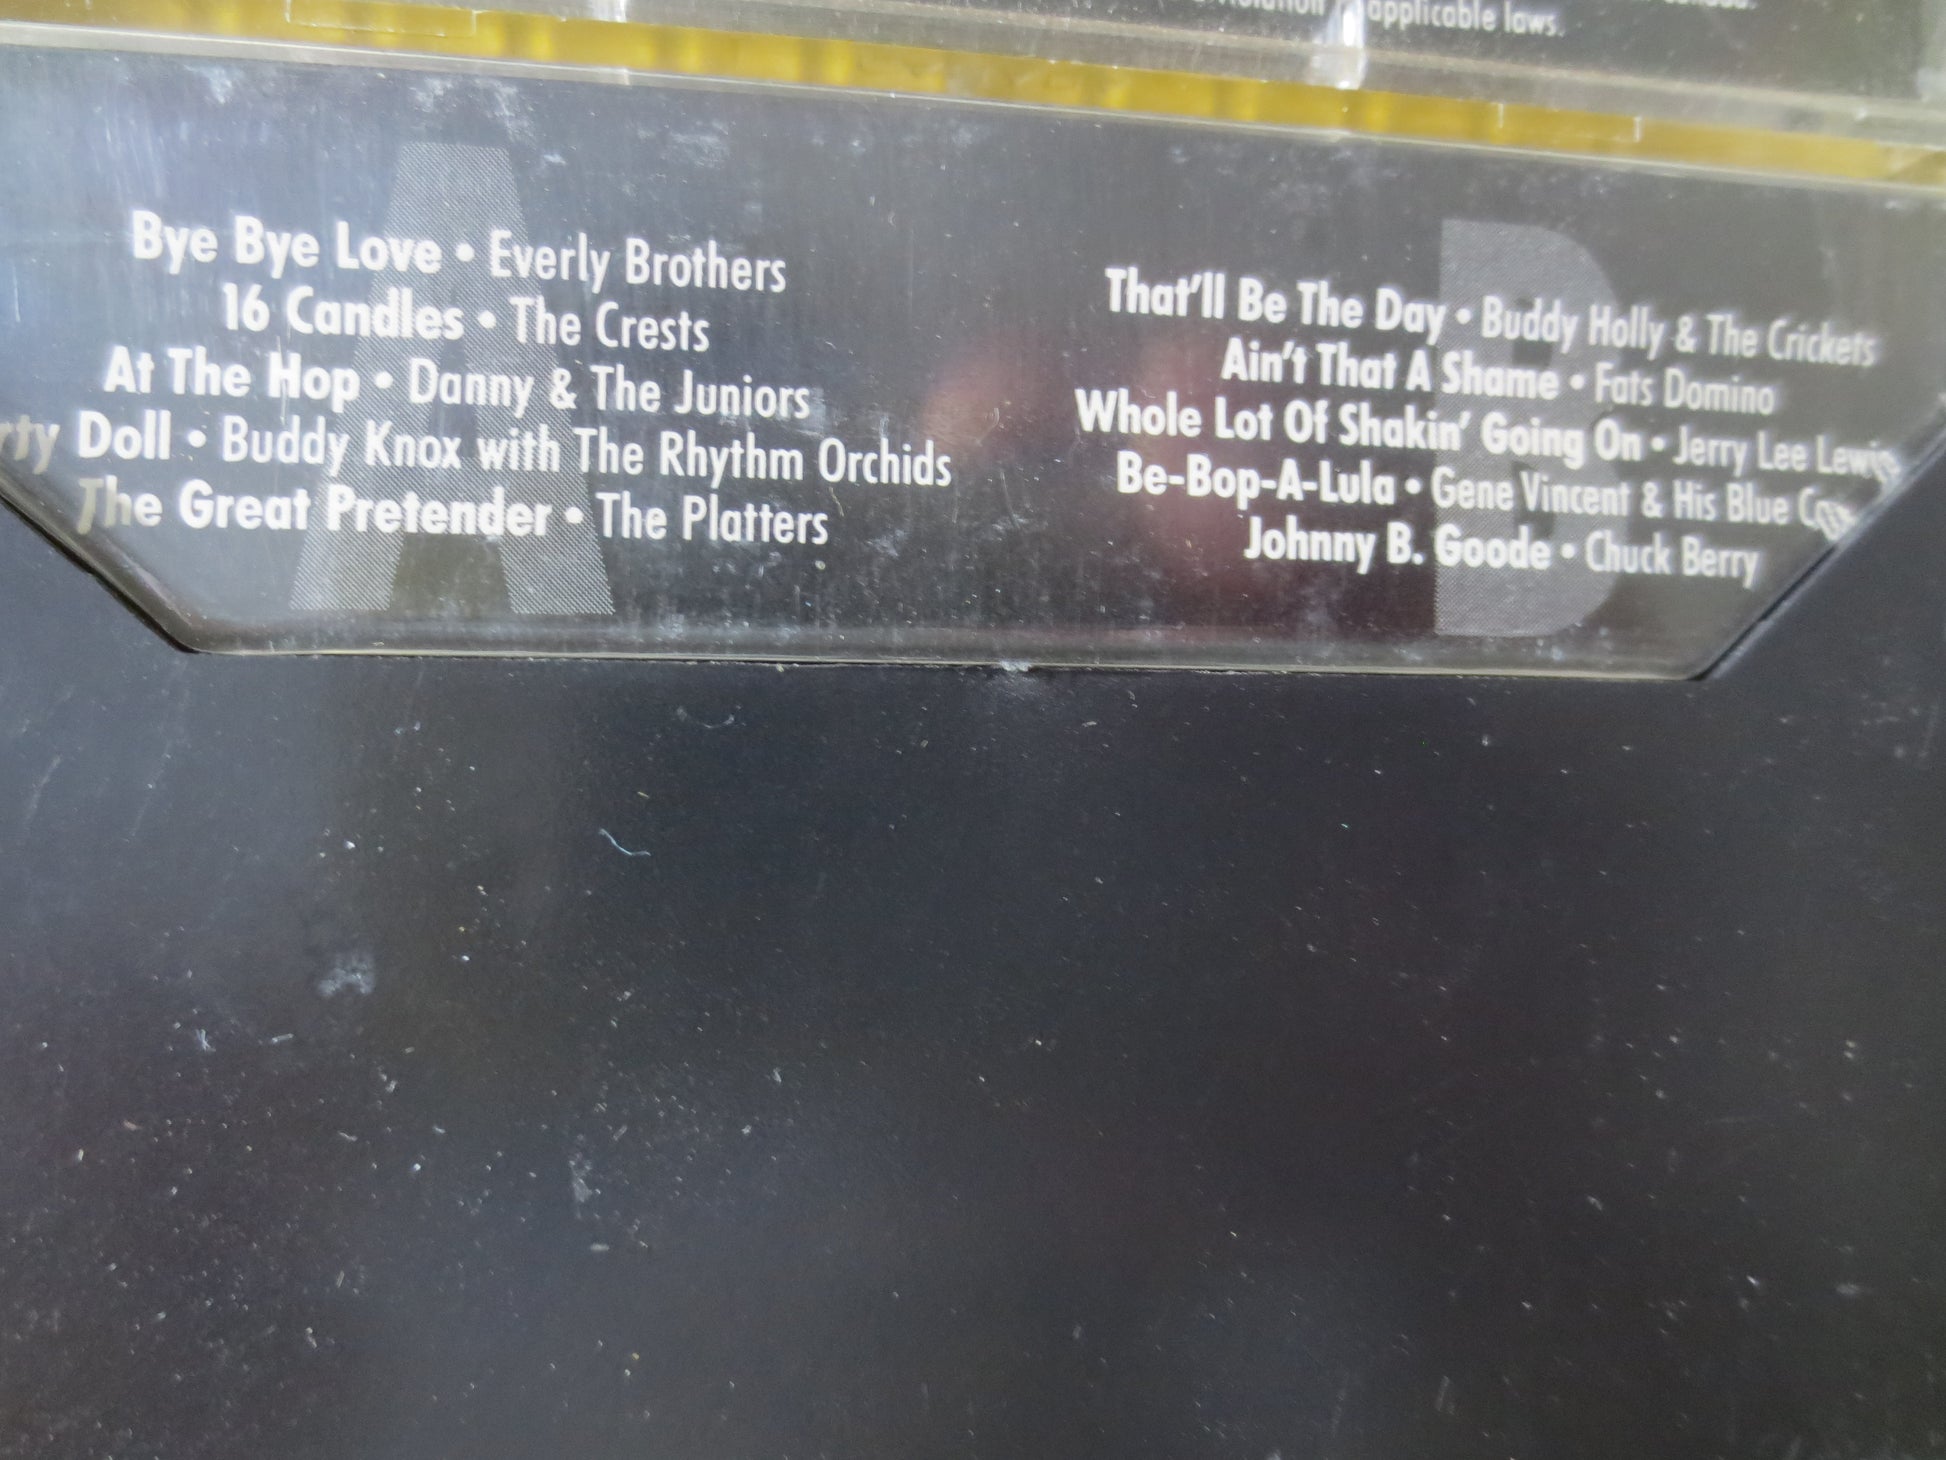 applicable laws.
A
Bye Bye Love • Everly Brothers
16 Candles • The Crests
At The Hop • Danny & The Juniors
rty Doll • Buddy Knox with The Rhythm Orchids
The Great Pretender • The Platters
B
That'll Be The Day • Buddy Holly & The Crickets
Ain't That A Shame • Fats Domino
Whole Lot Of Shakin' Going On • Jerry Lee Lewis
Be-Bop-A-Lula • Gene Vincent & His Blue
Johnny B. Goode • Chuck Berry